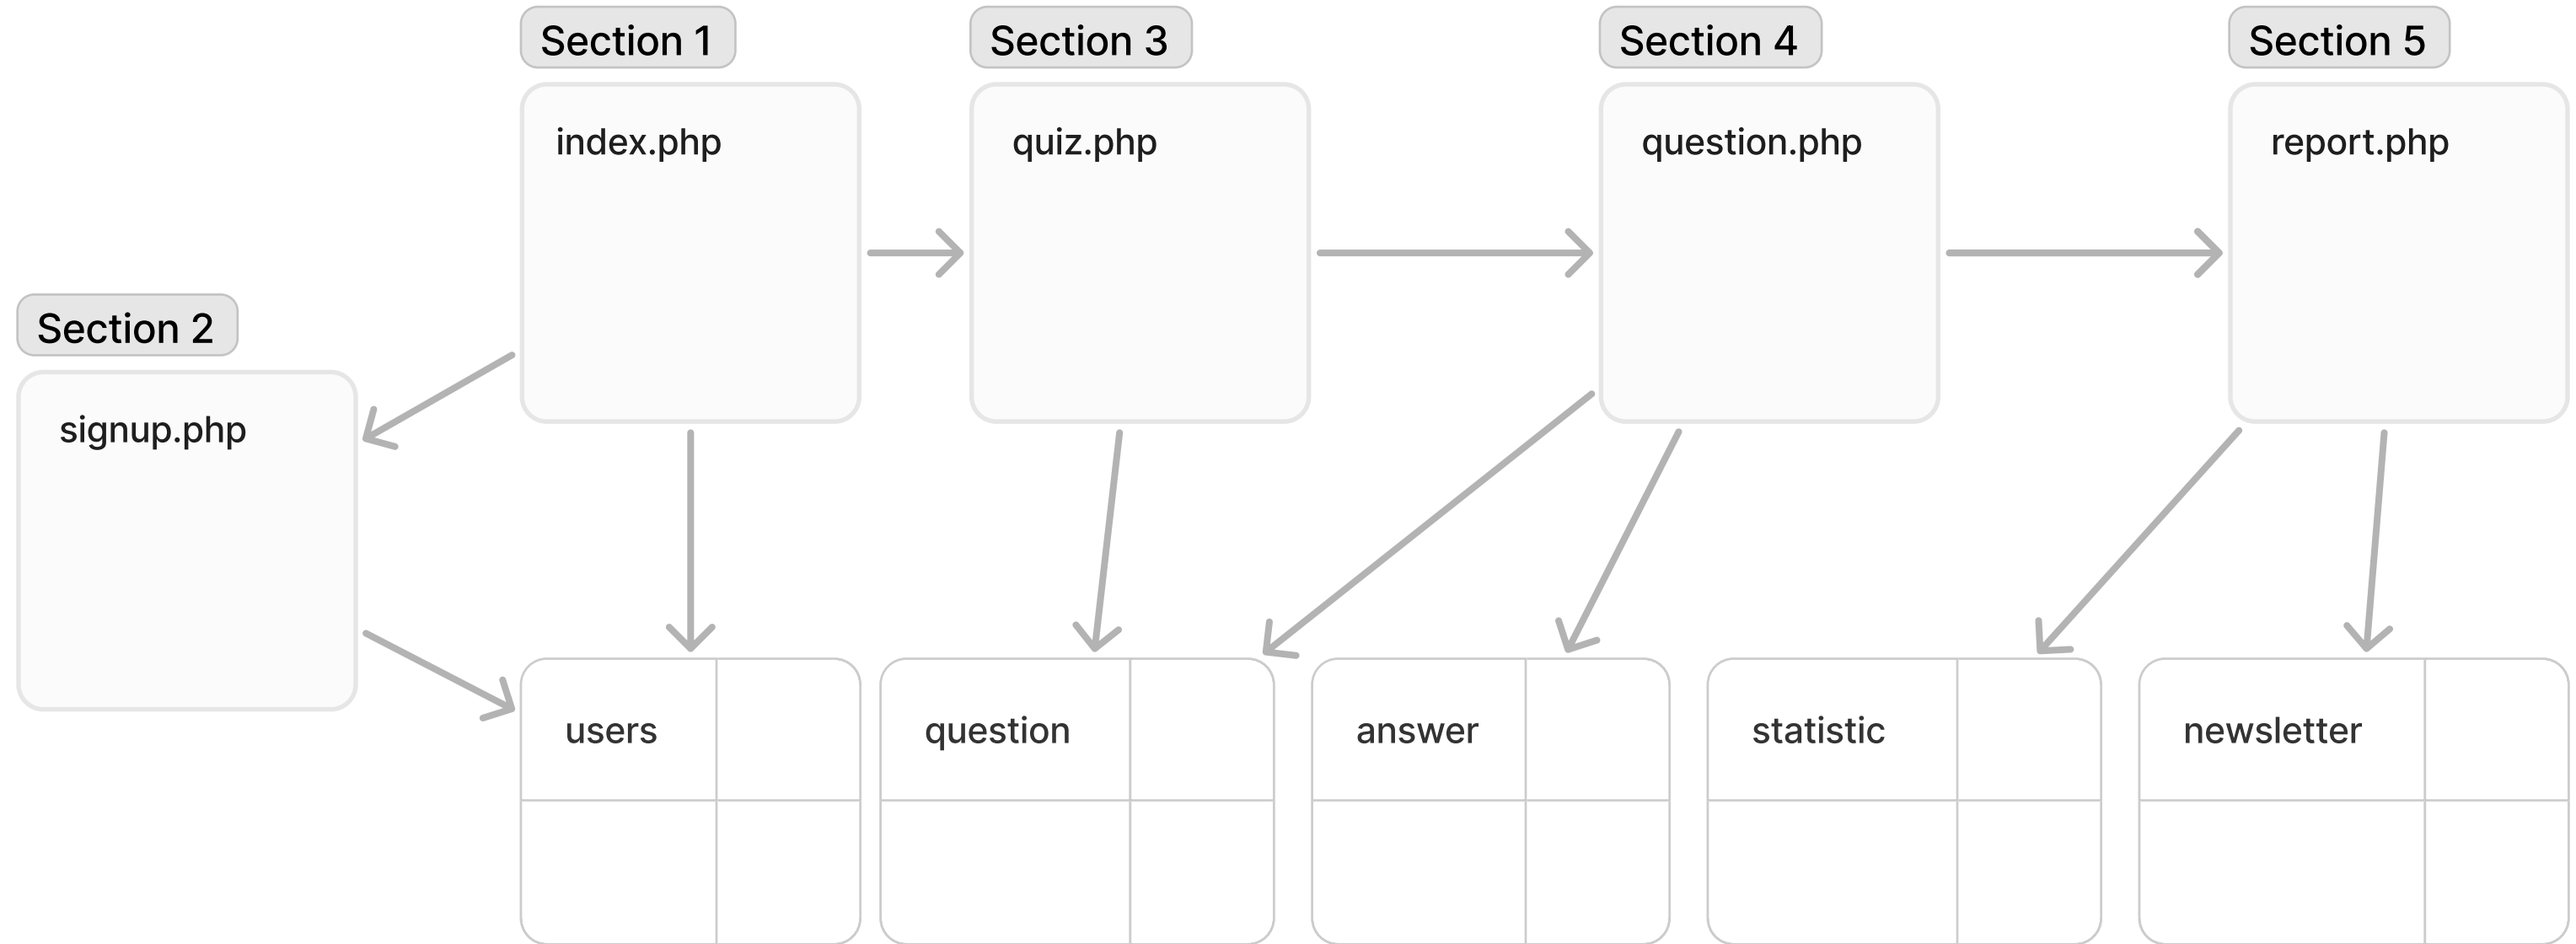 Section 1
index.php
Section 2
signup.php
Section 3
quiz.php
Section 4
question.php
Section 5
report.php
users
question
answer
statistic
newsletter